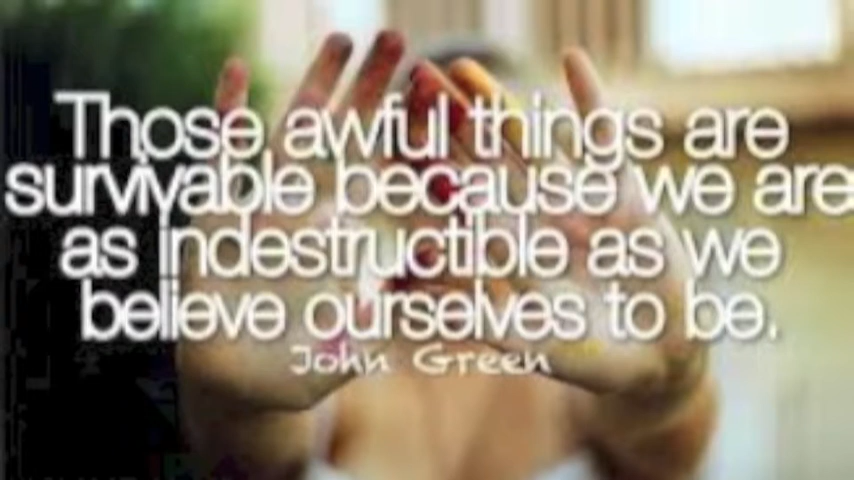 Those awful things are
survivable because we are
as indestructible as we
believe ourselves to be.
John Green